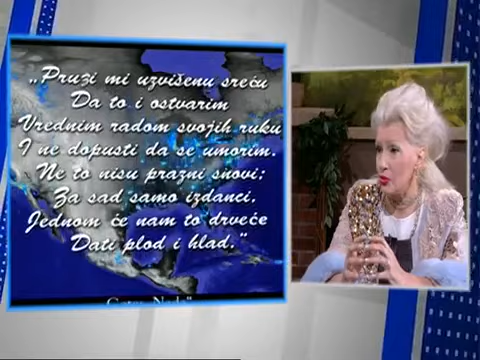 „Pruzi mi uzvišenu sreću
Da to i ostvarim
Vrednim radom svojih ruku
I ne dopusti da se umorim.
Ne to nisu prazni snovi:
Za sad samo izdanci,
Jednom će nam to drveće
Dati plod i hlad."